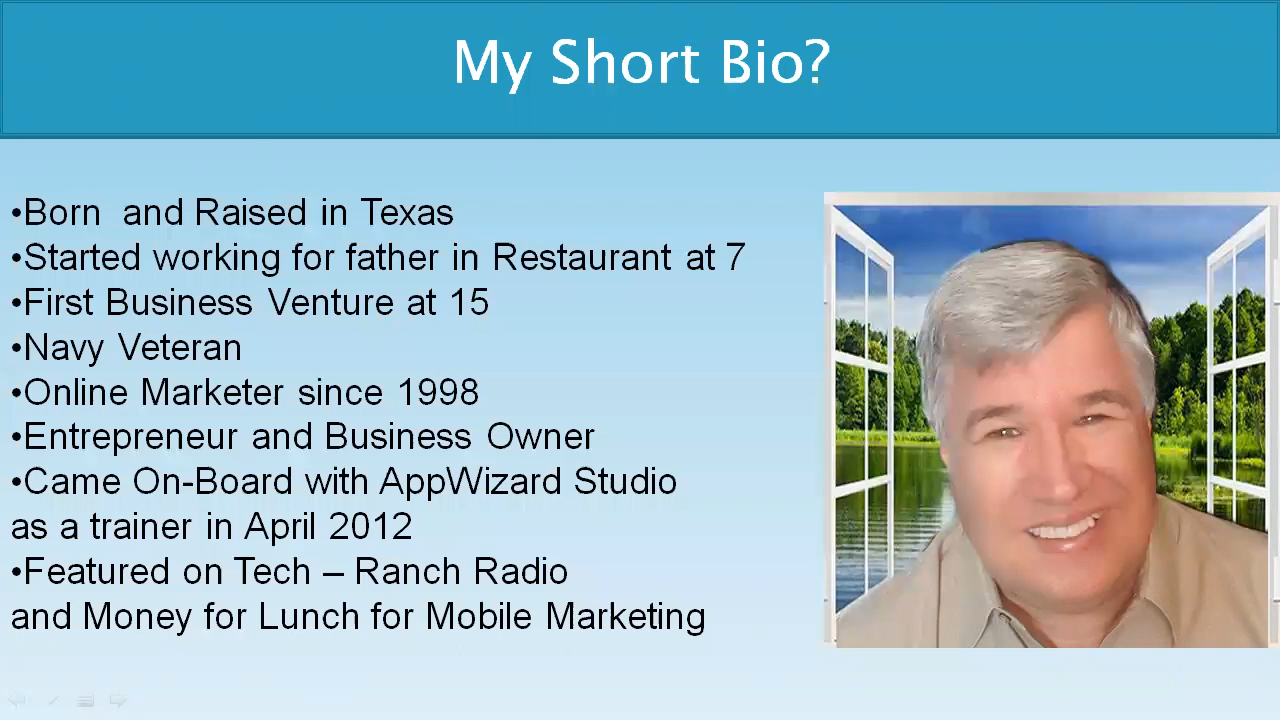 My Short Bio?
•Born and Raised in Texas
•Started working for father in Restaurant at 7
•First Business Venture at 15
•Navy Veteran
•Online Marketer since 1998
•Entrepreneur and Business Owner
•Came On-Board with AppWizard Studio
as a trainer in April 2012
•Featured on Tech – Ranch Radio
and Money for Lunch for Mobile Marketing